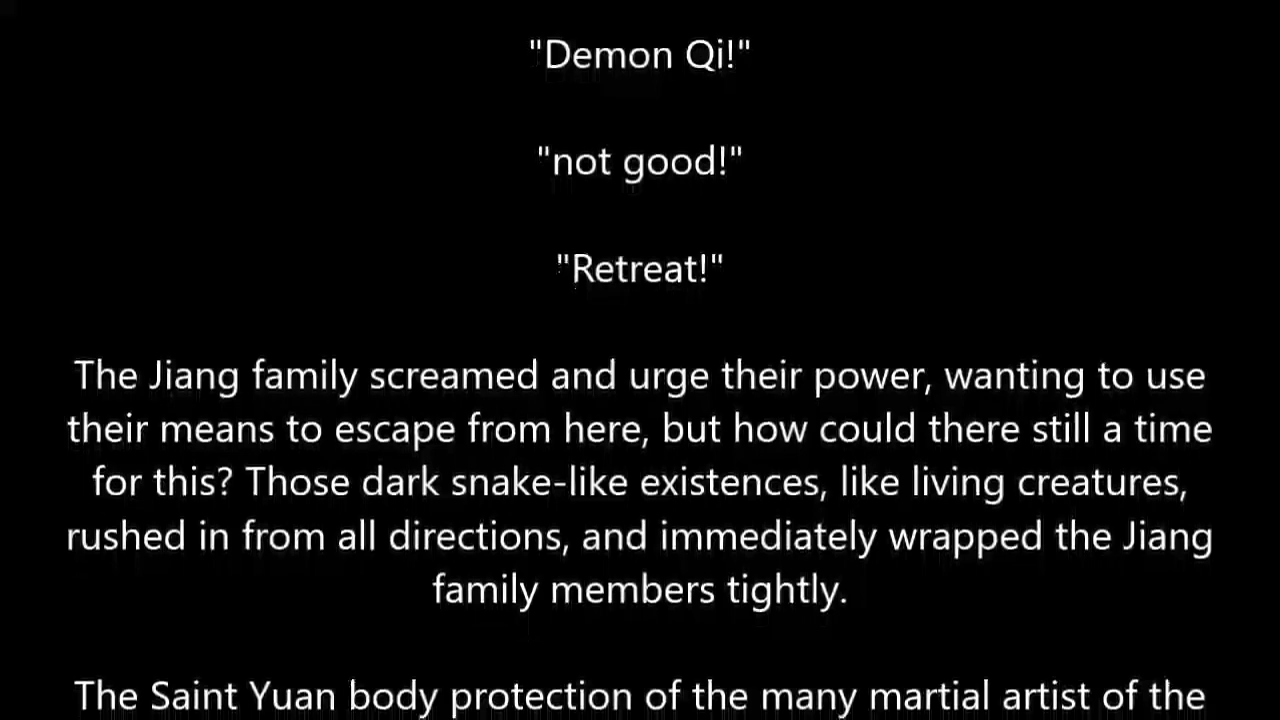 "Demon Qi!"
"not good!"
"Retreat!"
The Jiang family screamed and urge their power, wanting to use
their means to escape from here, but how could there still a time
for this? Those dark snake-like existences, like living creatures,
rushed in from all directions, and immediately wrapped the Jiang
family members tightly.
The Saint Yuan body protection of the many martial artist of the